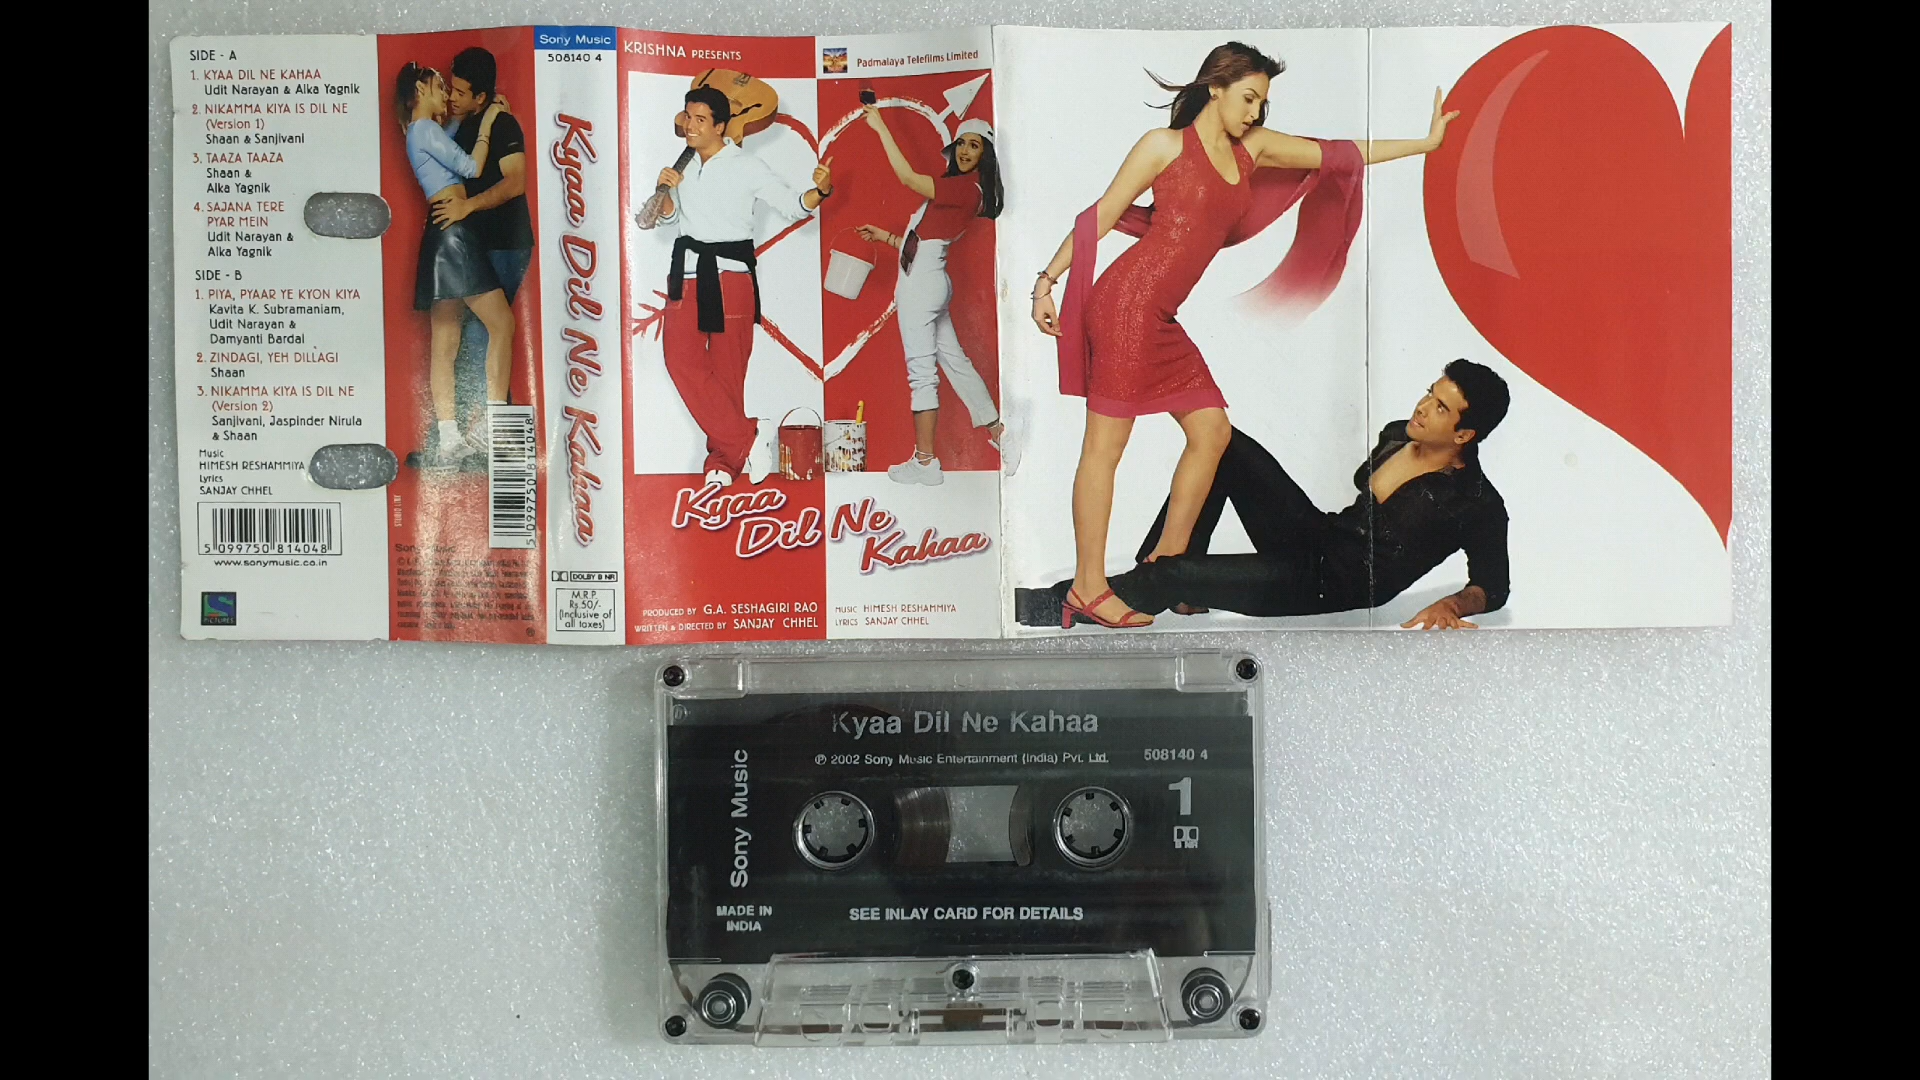 SIDE - A
1. KYAA DIL NE KAHAA
Udit Narayan & Alka Yagnik
2. NIKAMMA KIYA IS DIL NE
(Version 1)
Shaan & Sanjivani
3. TAAZA TAAZA
Shaan &
Alka Yagnik
4. SAJANA TERE
PYAR MEIN
Udit Narayan &
Alka Yagnik
SIDE - B
1. PIYA, PYAAR YE KYON KIYA
Kavita K. Subramaniam,
Udit Narayan &
Damyanti Bardai
2. ZINDAGI, YEH DILLAGI
Shaan
3. NIKAMMA KIYA IS DIL NE
(Version 2)
Sanjivani, Jaspinder Nirula
& Shaan
Music
HIMESH RESHAMMIYA
Lyrics
SANJAY CHHEL
5 099750 814048
www.sonymusic.co.in
PICTURES
5 099750 814048
Sony Music
508140 4
Kyaa Dil Ne Kahaa
DOLBY B NR
M.R.P.
Rs.50/-
(Inclusive of
all taxes)
KRISHNA PRESENTS
Padmalaya Telefilms Limited
Kyaa
Dil Ne
Kahaa
PRODUCED BY G.A. SESHAGIRI RAO
WRITTEN & DIRECTED BY SANJAY CHHEL
MUSIC HIMESH RESHAMMIYA
LYRICS SANJAY CHHEL
Kyaa Dil Ne Kahaa
℗ 2002 Sony Music Entertainment (India) Pvt. Ltd.
508140 4
Sony Music
1
B NR
MADE IN
INDIA
SEE INLAY CARD FOR DETAILS